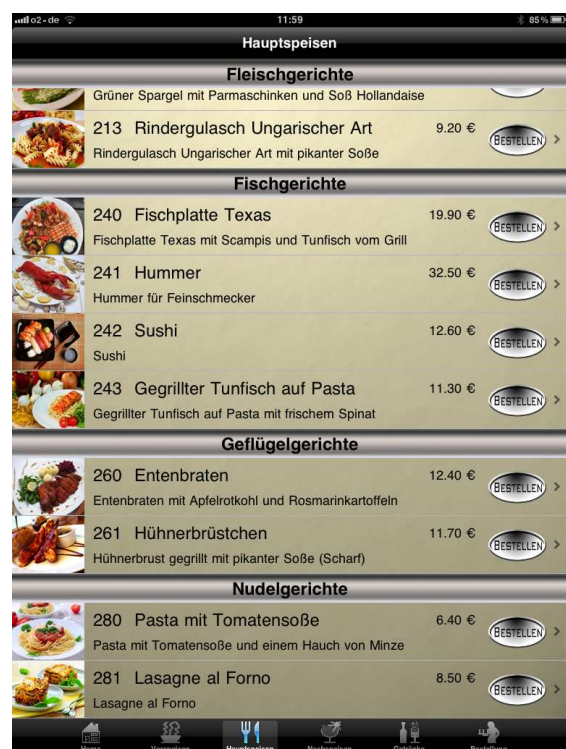 o2-de 11:59 85%
Hauptspeisen
Fleischgerichte
Grüner Spargel mit Parmaschinken und Soß Hollandaise
213 Rindergulasch Ungarischer Art 9.20 € BESTELLEN
Rindergulasch Ungarischer Art mit pikanter Soße
Fischgerichte
240 Fischplatte Texas 19.90 € BESTELLEN
Fischplatte Texas mit Scampis und Tunfisch vom Grill
241 Hummer 32.50 € BESTELLEN
Hummer für Feinschmecker
242 Sushi 12.60 € BESTELLEN
Sushi
243 Gegrillter Tunfisch auf Pasta 11.30 € BESTELLEN
Gegrillter Tunfisch auf Pasta mit frischem Spinat
Geflügelgerichte
260 Entenbraten 12.40 € BESTELLEN
Entenbraten mit Apfelrotkohl und Rosmarinkartoffeln
261 Hühnerbrüstchen 11.70 € BESTELLEN
Hühnerbrust gegrillt mit pikanter Soße (Scharf)
Nudelgerichte
280 Pasta mit Tomatensoße 6.40 € BESTELLEN
Pasta mit Tomatensoße und einem Hauch von Minze
281 Lasagne al Forno 8.50 € BESTELLEN
Lasagne al Forno
Home Vorspeisen Hauptspeisen Nachspeisen Getränke Bestellung